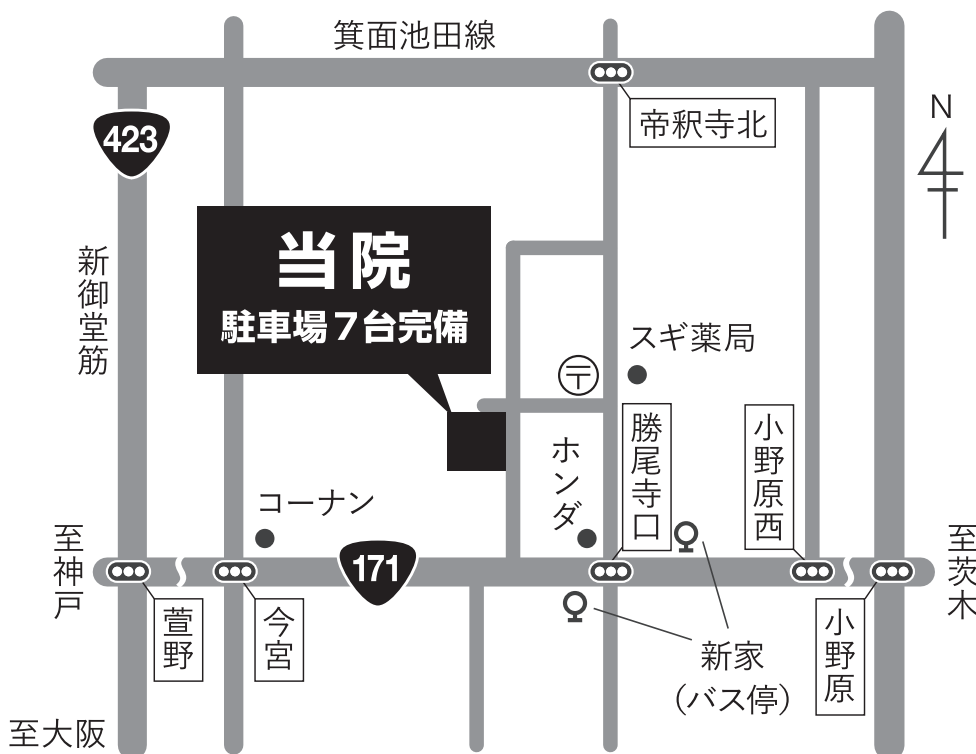 箕面池田線
423
帝釈寺北
N
新御堂筋
当院
駐車場7台完備
スギ薬局
〒
勝尾寺口
小野原西
ホンダ
コーナン
至神戸
171
至茨木
萱野
今宮
新家
(バス停)
小野原
至大阪